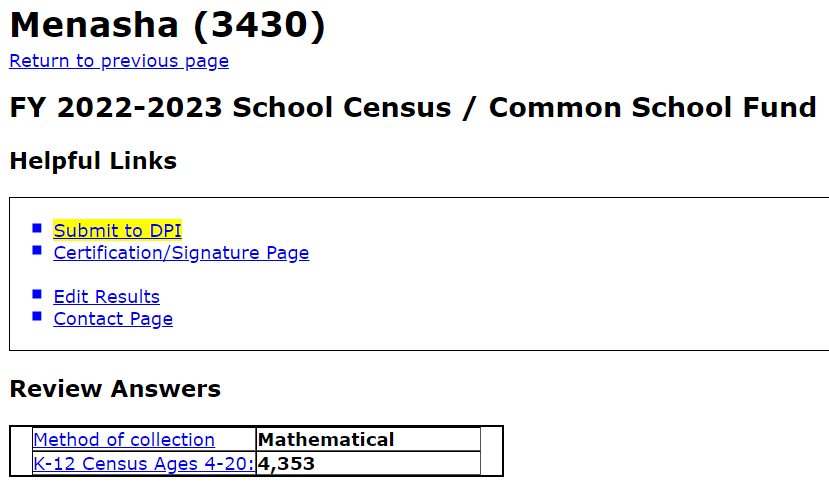 Menasha (3430)
Return to previous page
FY 2022-2023 School Census / Common School Fund
Helpful Links
Submit to DPI
Certification/Signature Page
Edit Results
Contact Page
Review Answers
Method of collection Mathematical
K-12 Census Ages 4-20: 4,353